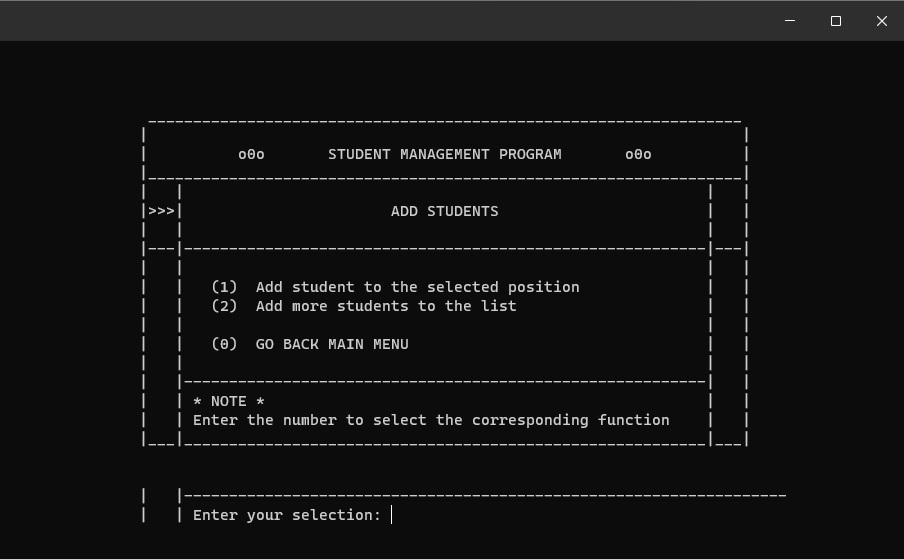 o0o STUDENT MANAGEMENT PROGRAM o0o
>>> ADD STUDENTS
(1) Add student to the selected position
(2) Add more students to the list
(0) GO BACK MAIN MENU
* NOTE *
Enter the number to select the corresponding function
Enter your selection: